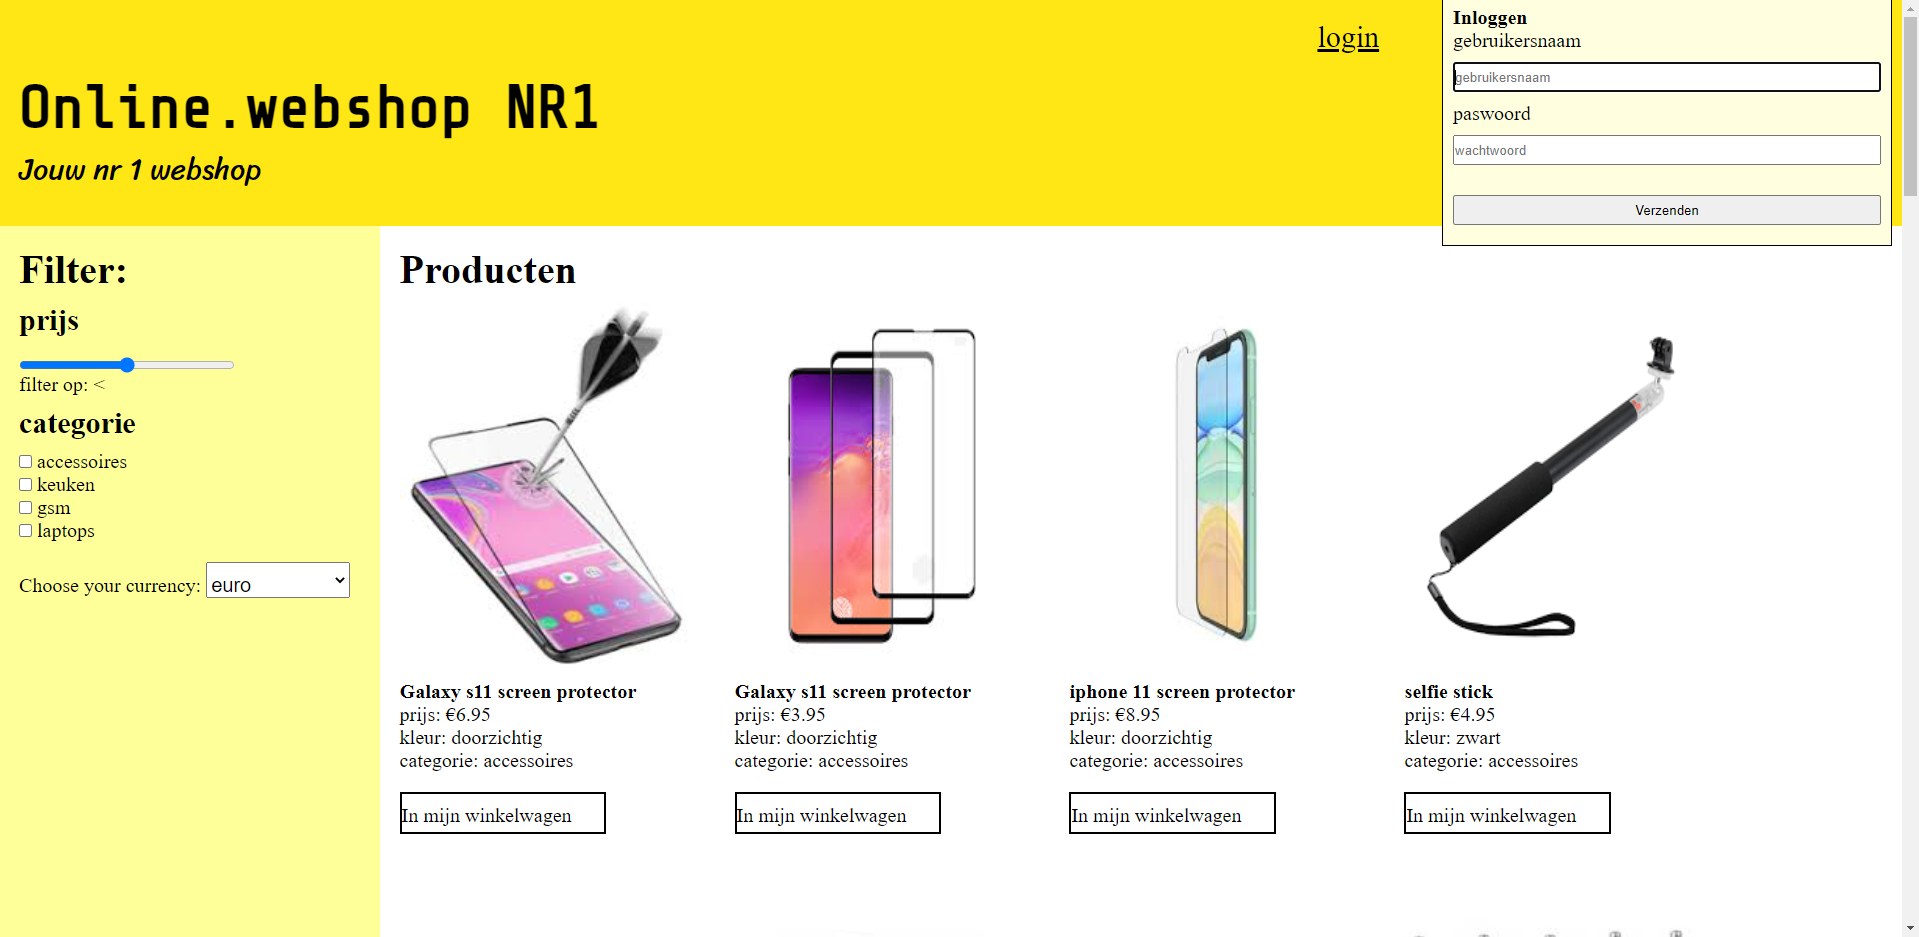 login
Inloggen
gebruikersnaam
gebruikersnaam
paswoord
wachtwoord
Verzenden
Online.webshop NR1
Jouw nr 1 webshop
Filter:
prijs
filter op: <
categorie
accessoires
keuken
gsm
laptops
Choose your currency: euro
Producten
Galaxy s11 screen protector
prijs: €6.95
kleur: doorzichtig
categorie: accessoires
In mijn winkelwagen
Galaxy s11 screen protector
prijs: €3.95
kleur: doorzichtig
categorie: accessoires
In mijn winkelwagen
iphone 11 screen protector
prijs: €8.95
kleur: doorzichtig
categorie: accessoires
In mijn winkelwagen
selfie stick
prijs: €4.95
kleur: zwart
categorie: accessoires
In mijn winkelwagen